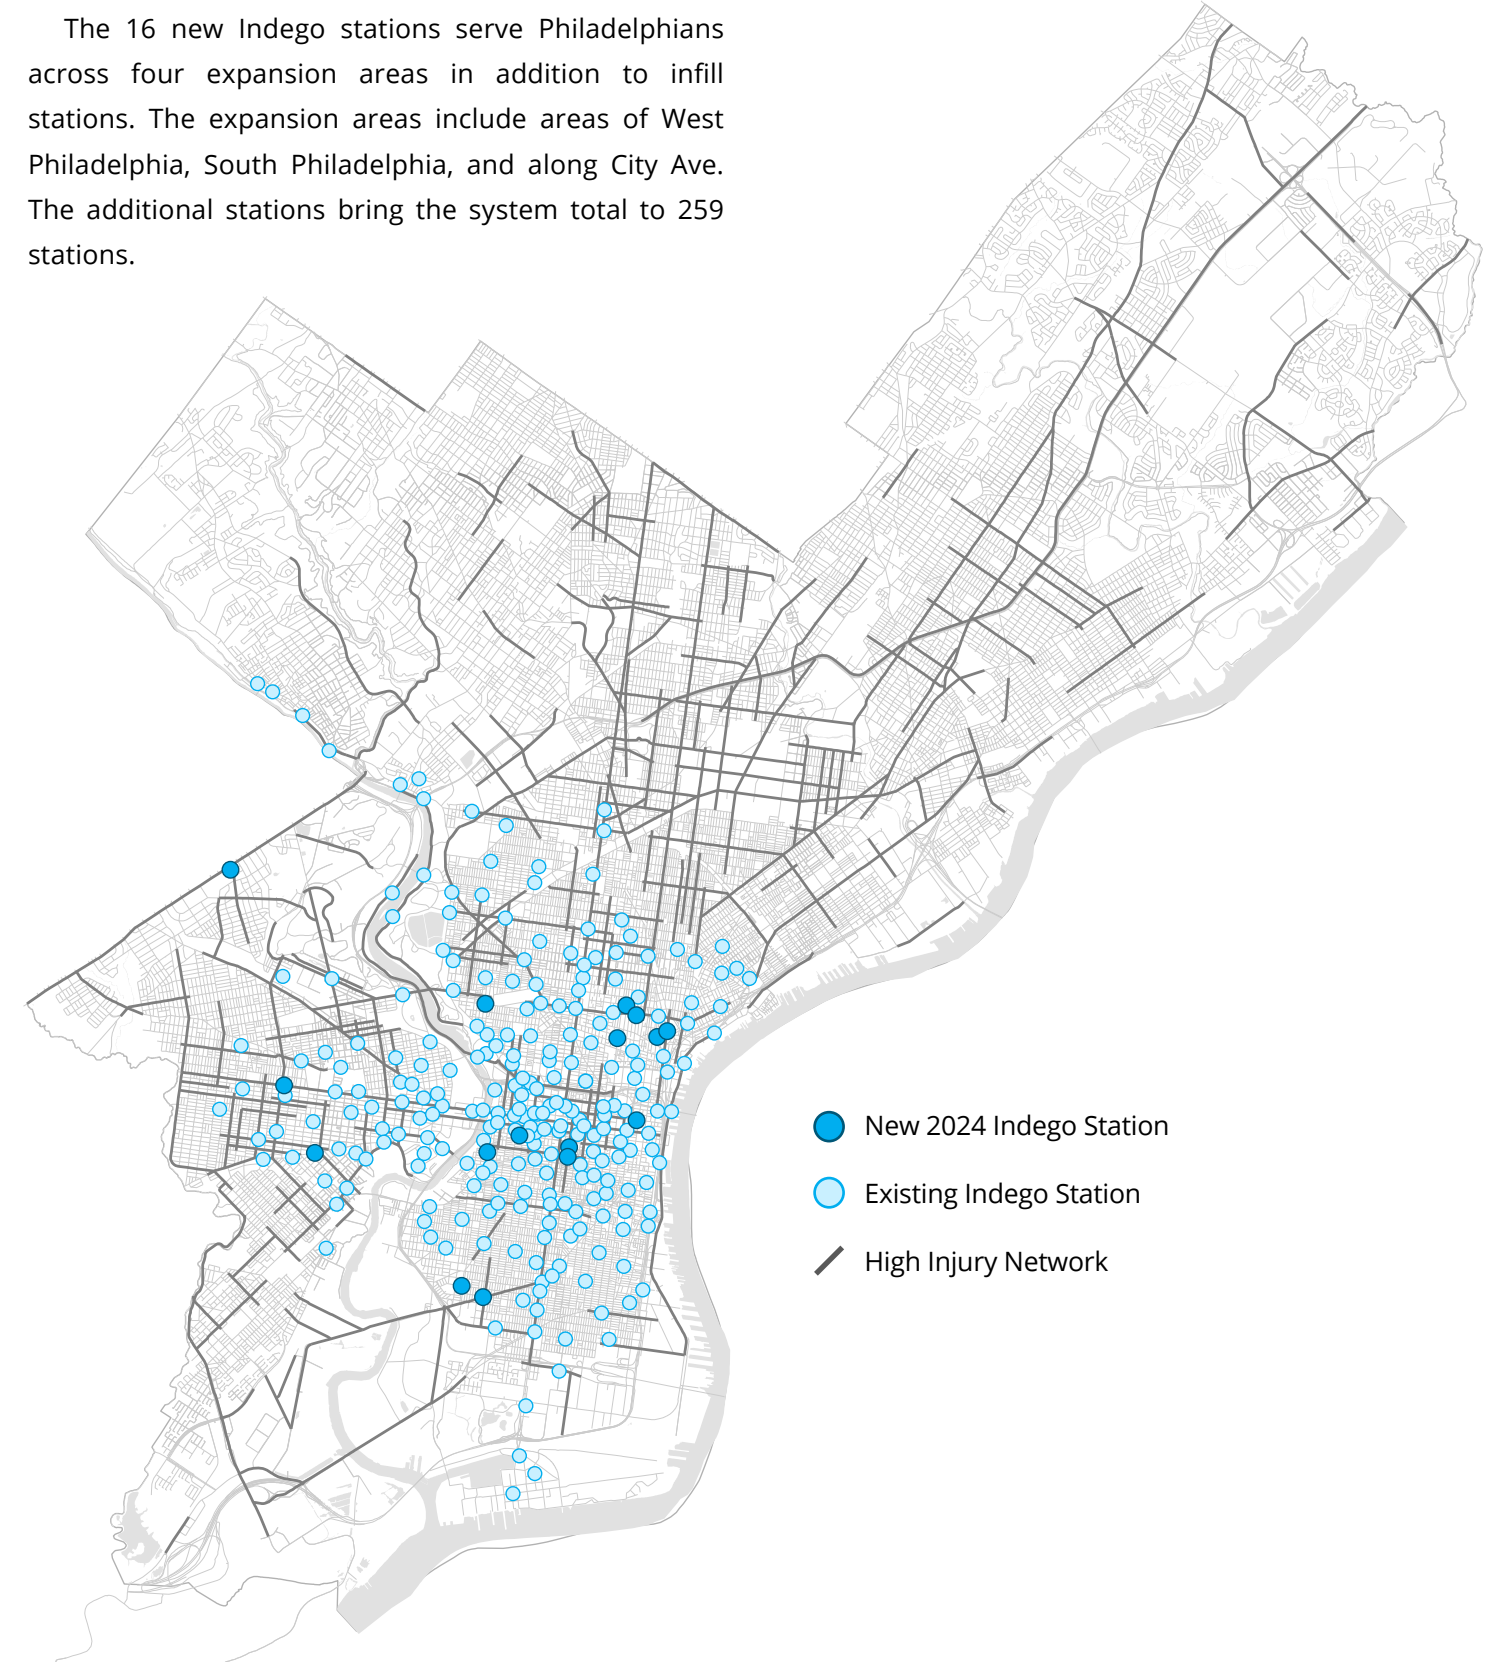 The 16 new Indego stations serve Philadelphians
across four expansion areas in addition to infill
stations. The expansion areas include areas of West
Philadelphia, South Philadelphia, and along City Ave.
The additional stations bring the system total to 259
stations.
New 2024 Indego Station
Existing Indego Station
High Injury Network